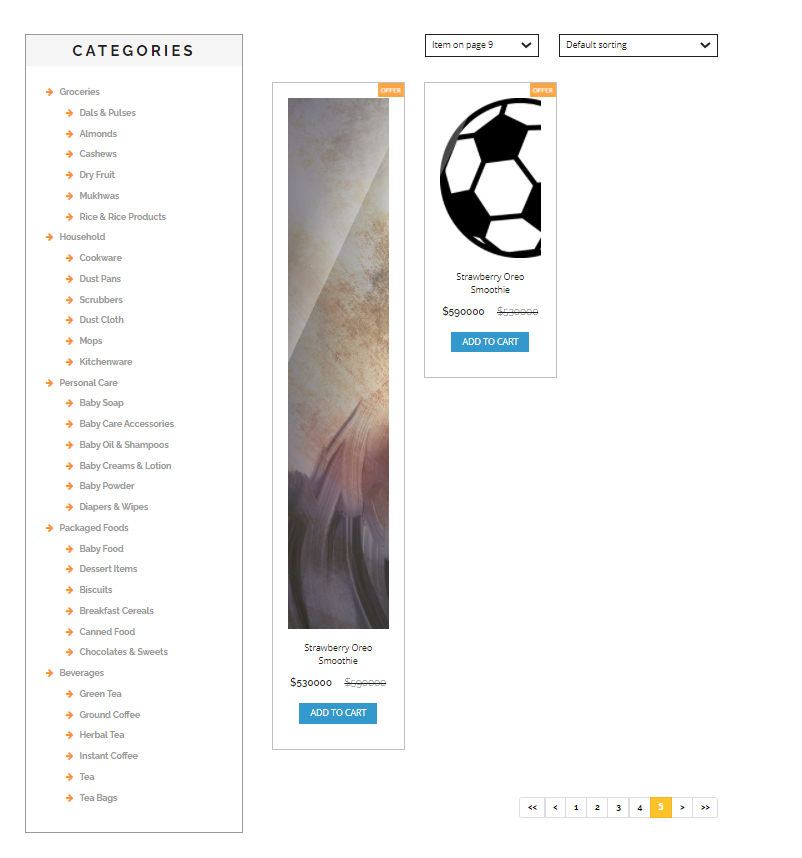 CATEGORIES
Groceries
Dals & Pulses
Almonds
Cashews
Dry Fruit
Mukhwas
Rice & Rice Products
Household
Cookware
Dust Pans
Scrubbers
Dust Cloth
Mops
Kitchenware
Personal Care
Baby Soap
Baby Care Accessories
Baby Oil & Shampoos
Baby Creams & Lotion
Baby Powder
Diapers & Wipes
Packaged Foods
Baby Food
Dessert Items
Biscuits
Breakfast Cereals
Canned Food
Chocolates & Sweets
Beverages
Green Tea
Ground Coffee
Herbal Tea
Instant Coffee
Tea
Tea Bags
Item on page 9
Default sorting
OFFER
Strawberry Oreo
Smoothie
$530000 $590000
ADD TO CART
OFFER
Strawberry Oreo
Smoothie
$590000 $530000
ADD TO CART
<< < 1 2 3 4 5 > >>